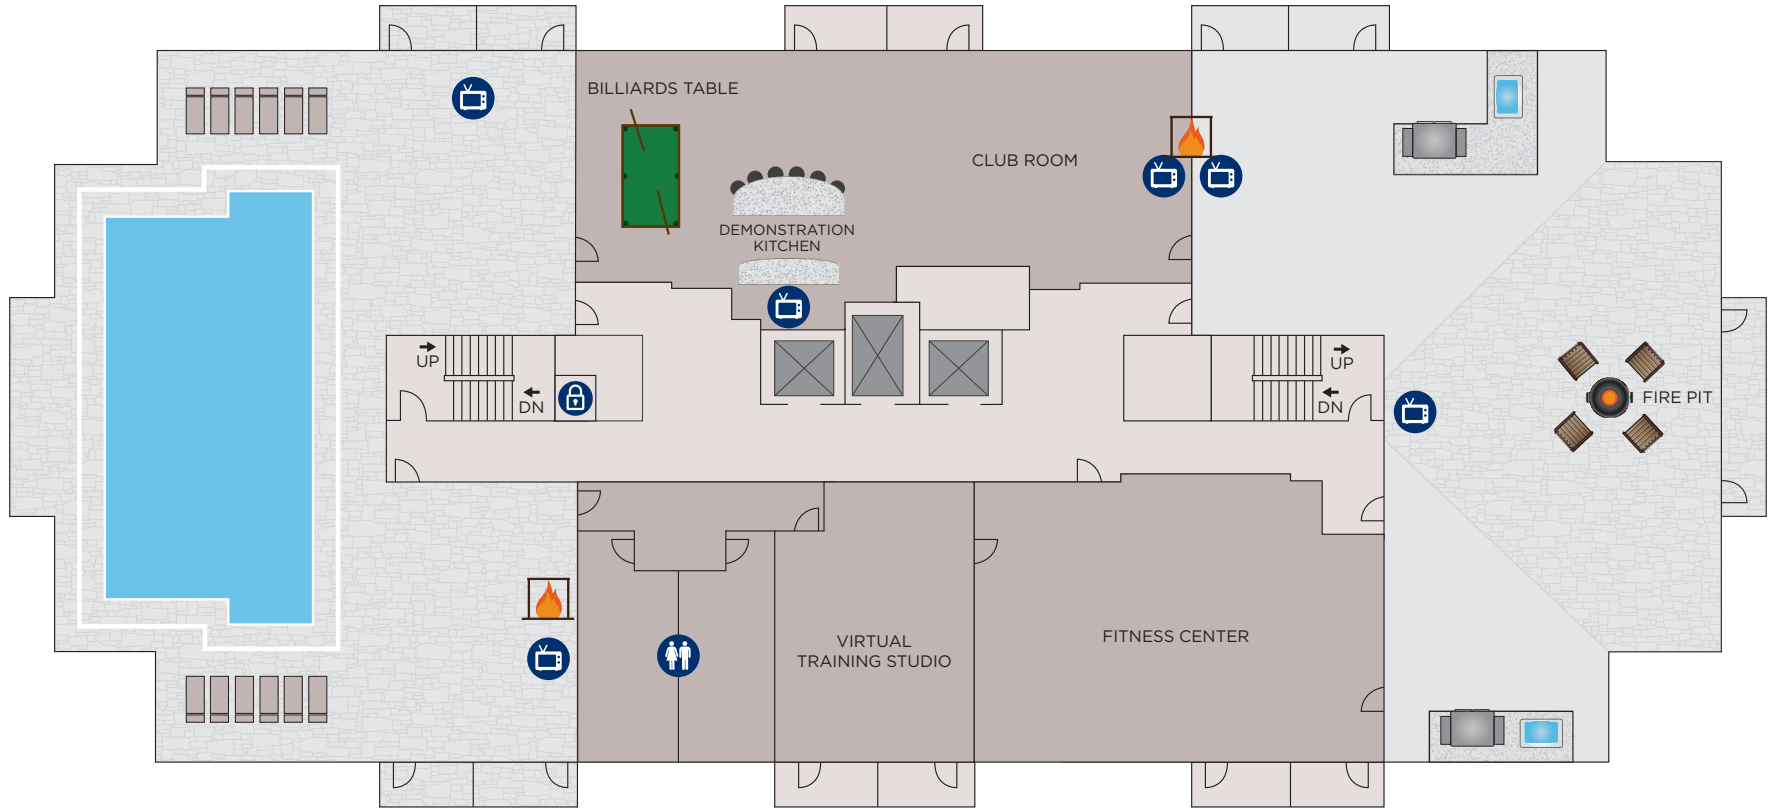 BILLIARDS TABLE
CLUB ROOM
DEMONSTRATION
KITCHEN
UP
DN
UP
DN
FIRE PIT
VIRTUAL
TRAINING STUDIO
FITNESS CENTER